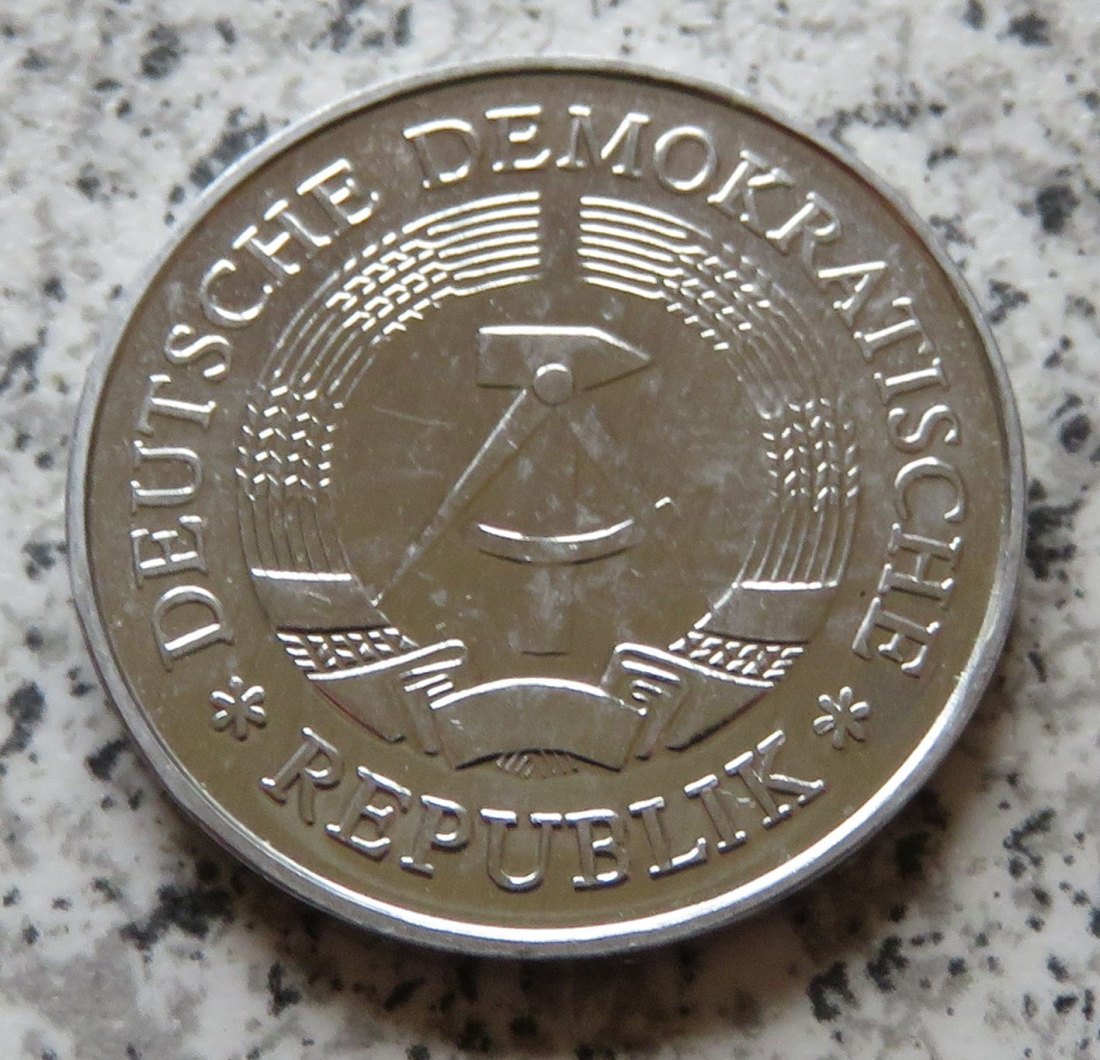 DEUTSCHE DEMOKRATISCHE
* REPUBLIK *